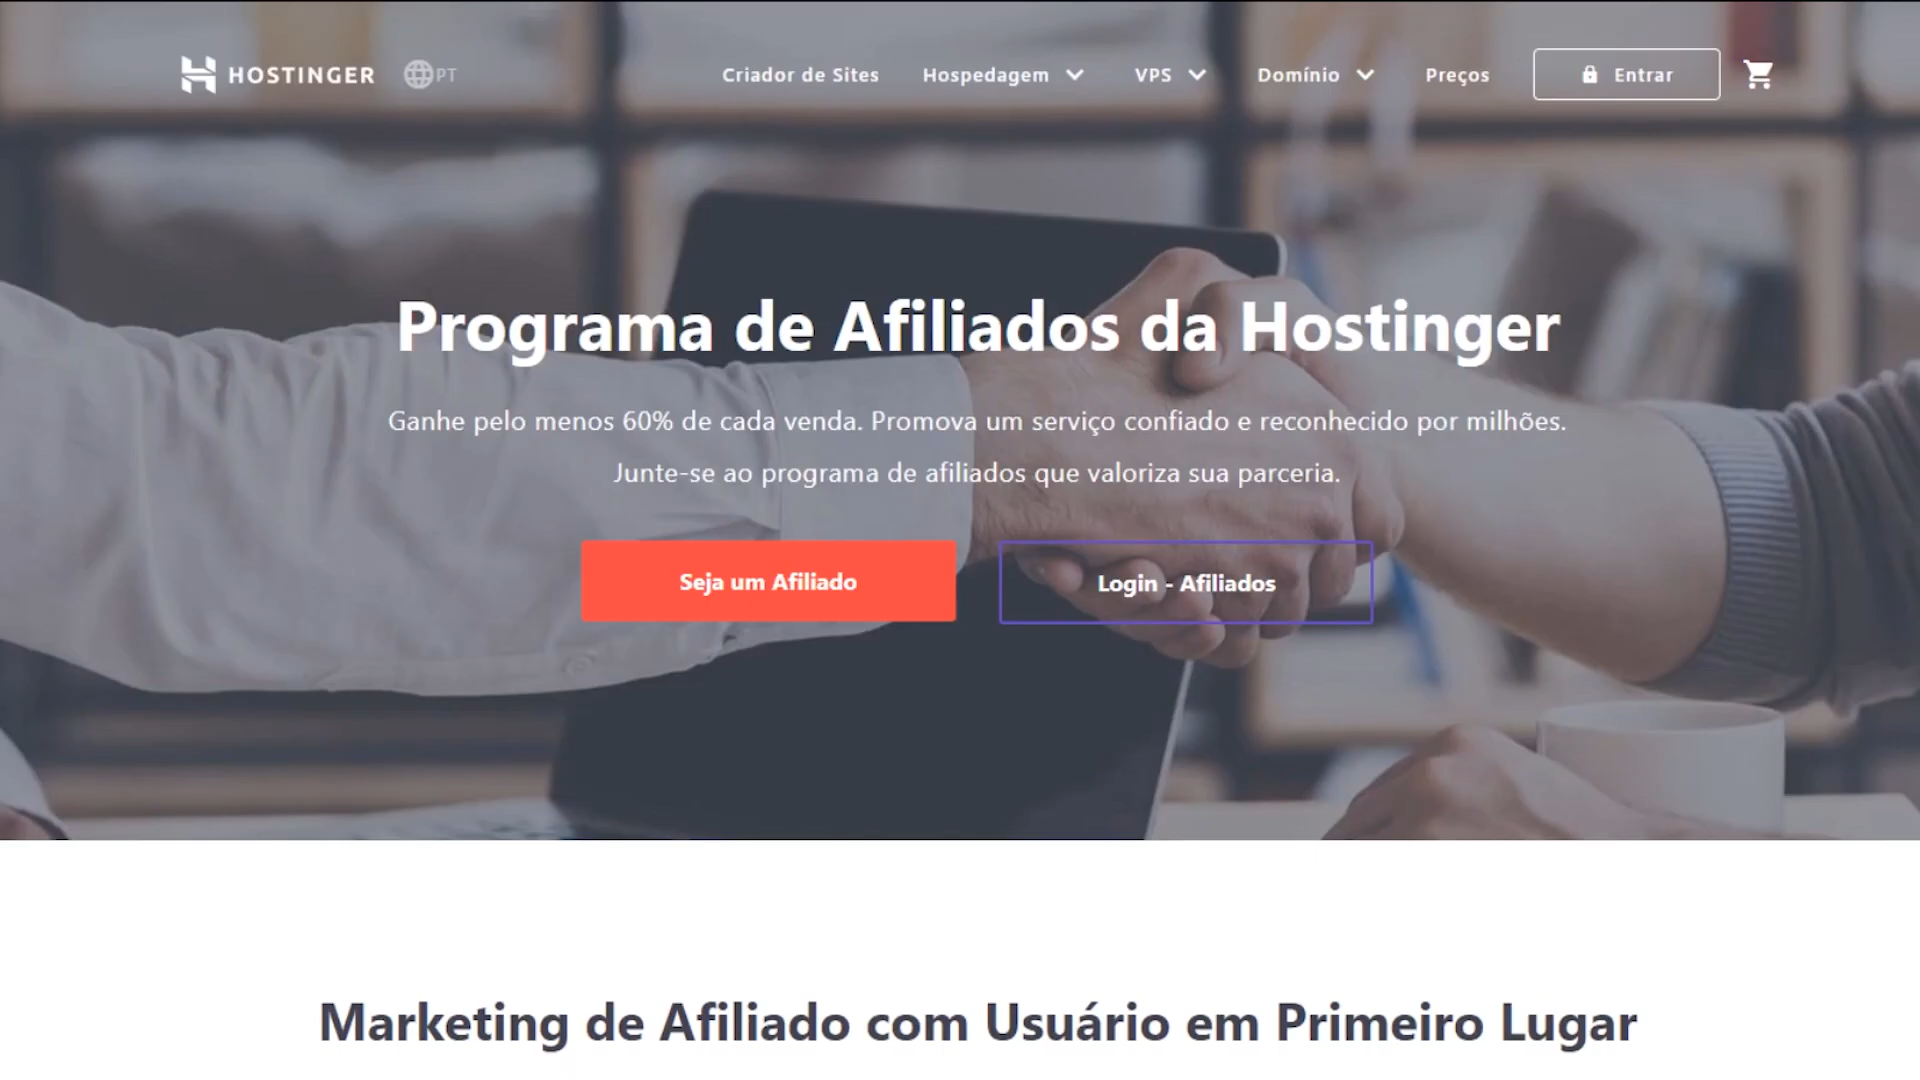 HOSTINGER PT Criador de Sites Hospedagem VPS Domínio Preços Entrar
Programa de Afiliados da Hostinger
Ganhe pelo menos 60% de cada venda. Promova um serviço confiado e reconhecido por milhões.
Junte-se ao programa de afiliados que valoriza sua parceria.
Seja um Afiliado Login - Afiliados
Marketing de Afiliado com Usuário em Primeiro Lugar